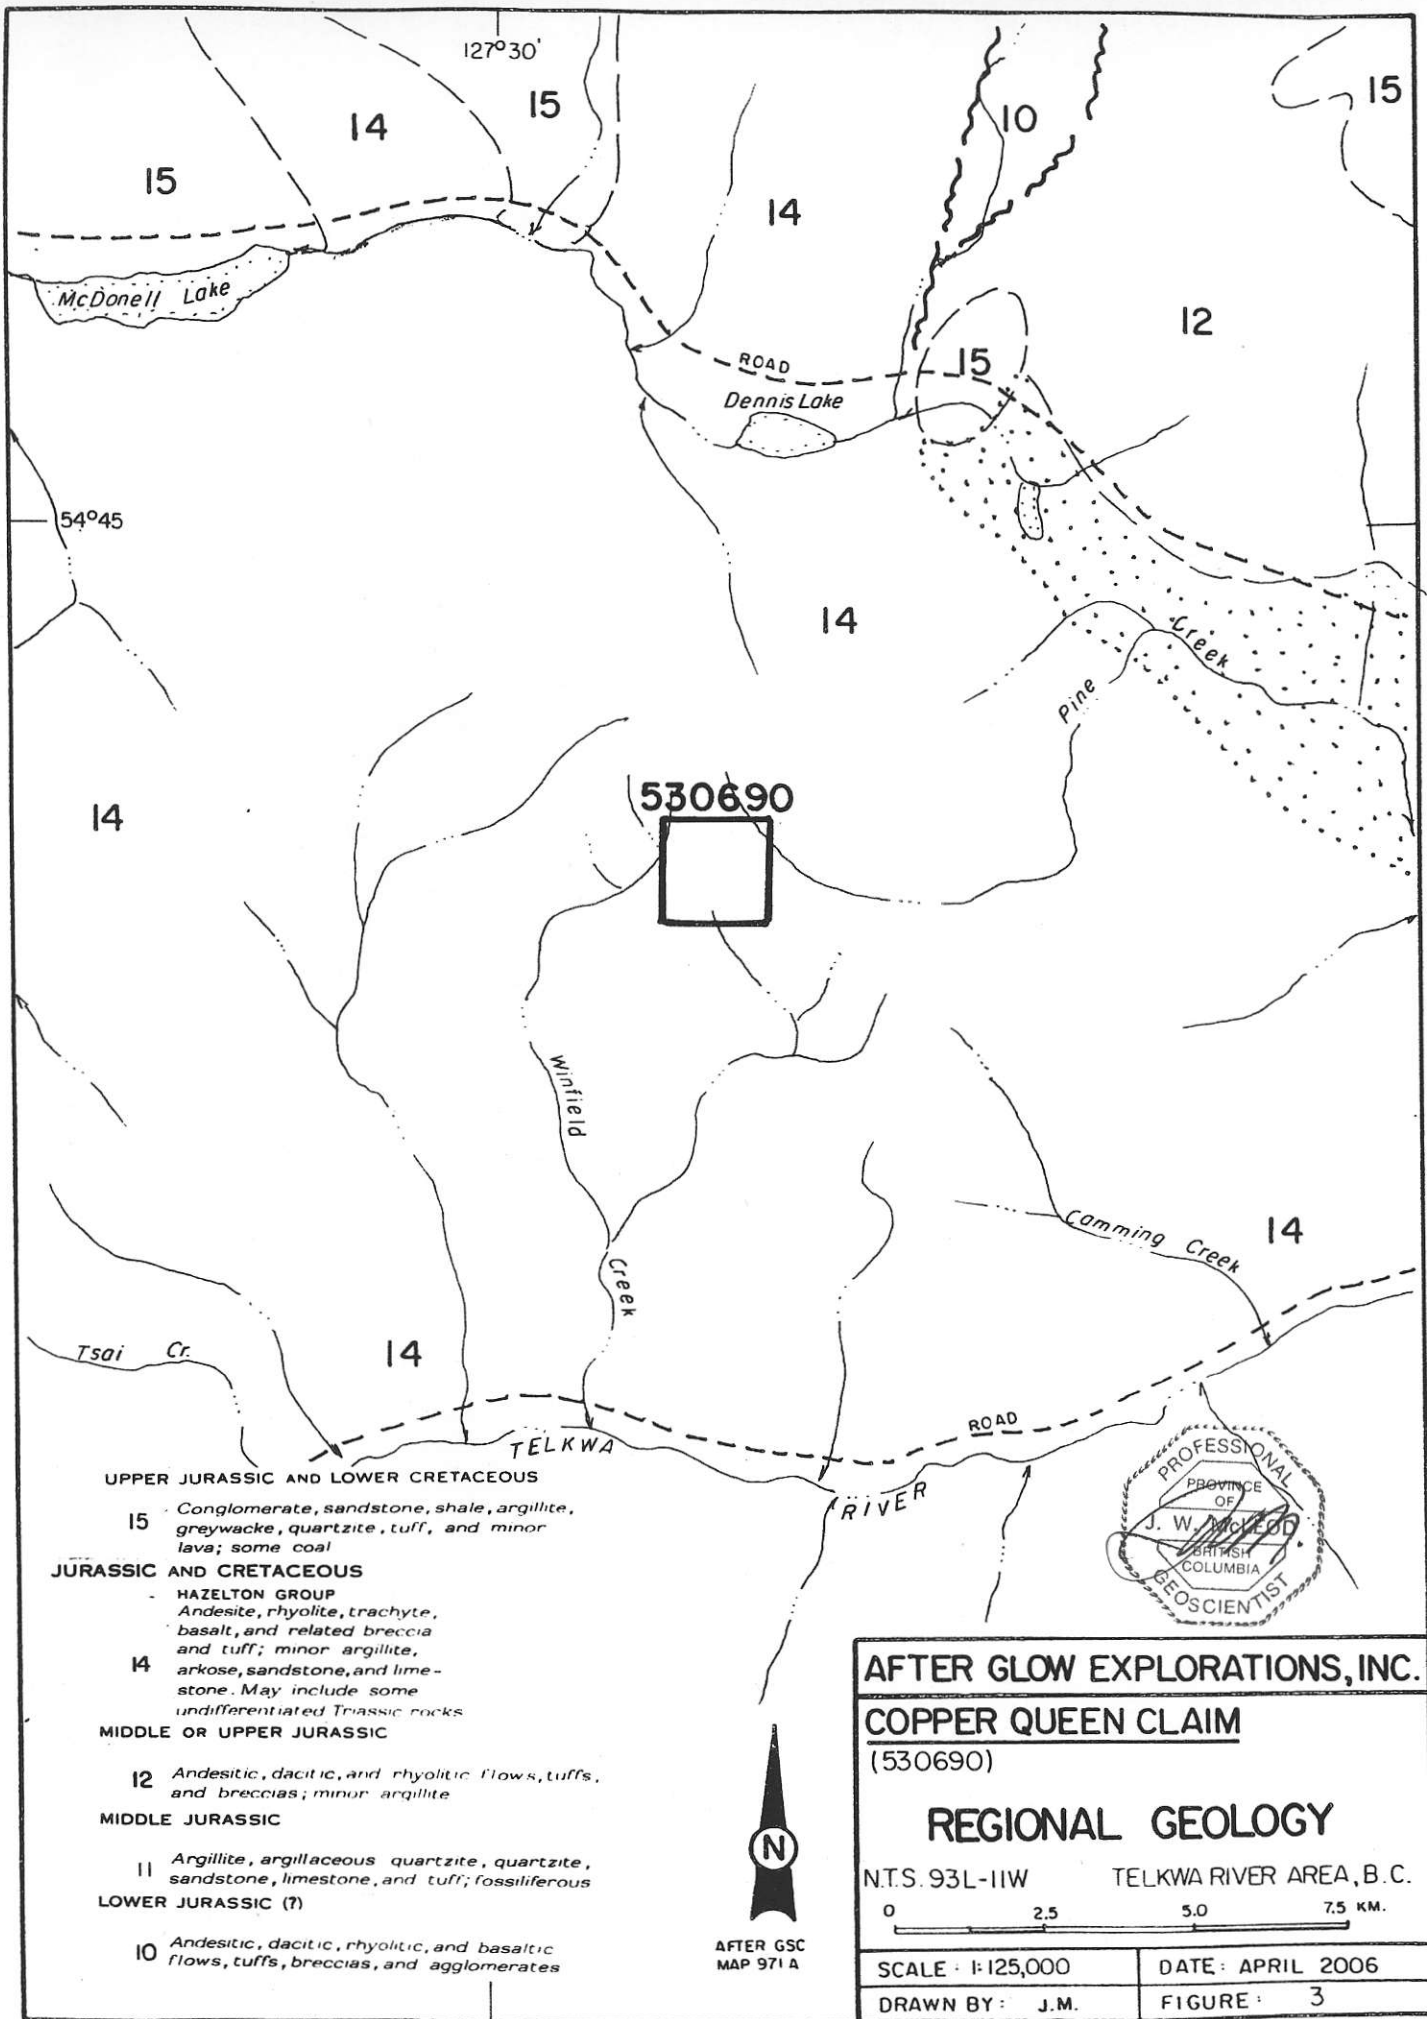 127°30'
15
14
15
10
15
14
McDonell Lake
12
ROAD
15
Dennis Lake
54°45
14
Pine Creek
530690
14
Winfield Creek
Camming Creek
14
Tsai Cr.
14
ROAD
TELKWA RIVER
PROFESSIONAL
PROVINCE
OF
J. W. McLEOD
BRITISH
COLUMBIA
GEOSCIENTIST
UPPER JURASSIC AND LOWER CRETACEOUS
15 Conglomerate, sandstone, shale, argillite,
greywacke, quartzite, tuff, and minor
lava; some coal
JURASSIC AND CRETACEOUS
HAZELTON GROUP
Andesite, rhyolite, trachyte,
basalt, and related breccia
and tuff; minor argillite,
14 arkose, sandstone, and lime-
stone. May include some
undifferentiated Triassic rocks
MIDDLE OR UPPER JURASSIC
12 Andesitic, dacitic, and rhyolitic flows, tuffs,
and breccias; minor argillite
MIDDLE JURASSIC
11 Argillite, argillaceous quartzite, quartzite,
sandstone, limestone, and tuff; fossiliferous
LOWER JURASSIC (?)
10 Andesitic, dacitic, rhyolitic, and basaltic
flows, tuffs, breccias, and agglomerates
N
AFTER GSC
MAP 971 A
AFTER GLOW EXPLORATIONS, INC.
COPPER QUEEN CLAIM
(530690)
REGIONAL GEOLOGY
N.T.S. 93L-11W TELKWA RIVER AREA, B.C.
0 2.5 5.0 7.5 KM.
SCALE : 1:125,000 DATE: APRIL 2006
DRAWN BY: J.M. FIGURE: 3